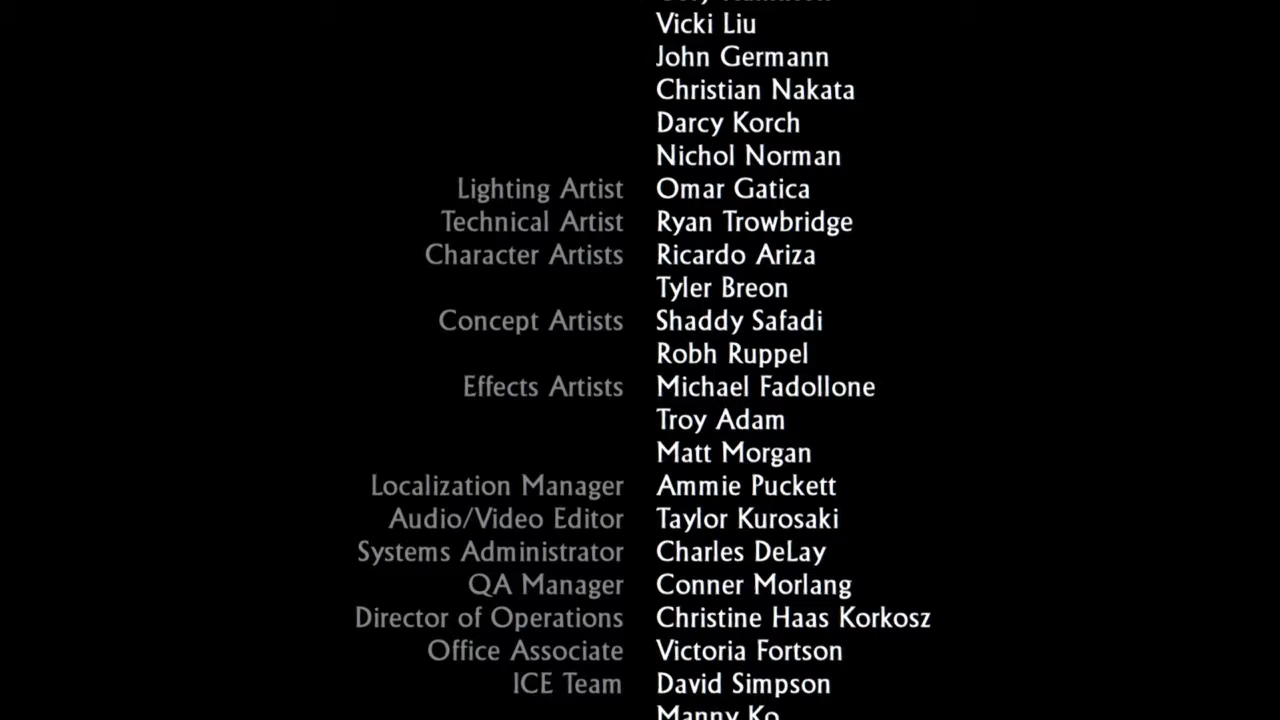 Vicki Liu
John Germann
Christian Nakata
Darcy Korch
Nichol Norman
Lighting Artist Omar Gatica
Technical Artist Ryan Trowbridge
Character Artists Ricardo Ariza
Tyler Breon
Concept Artists Shaddy Safadi
Robh Ruppel
Effects Artists Michael Fadollone
Troy Adam
Matt Morgan
Localization Manager Ammie Puckett
Audio/Video Editor Taylor Kurosaki
Systems Administrator Charles DeLay
QA Manager Conner Morlang
Director of Operations Christine Haas Korkosz
Office Associate Victoria Fortson
ICE Team David Simpson
Manny Ko